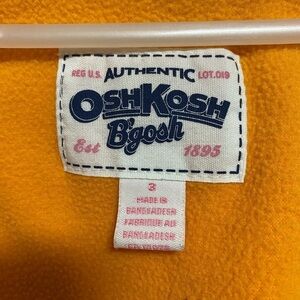 REG U.S. AUTHENTIC LOT.019
OSHKOSH
B'gosh
Est 1895
3
MADE IN
BANGLADESH
FABRIQUE AU
BANGLADESH